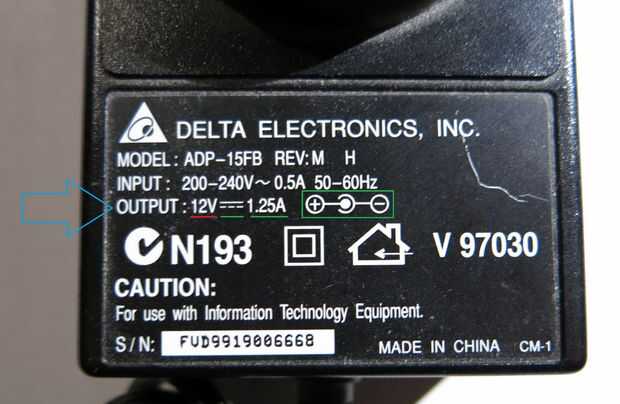 DELTA ELECTRONICS, INC.
MODEL: ADP-15FB REV: M H
INPUT: 200-240V~ 0.5A 50-60Hz
OUTPUT: 12V⎓1.25A
N193
V 97030
CAUTION:
For use with Information Technology Equipment.
S/N: FVD9919006668
MADE IN CHINA CM-1